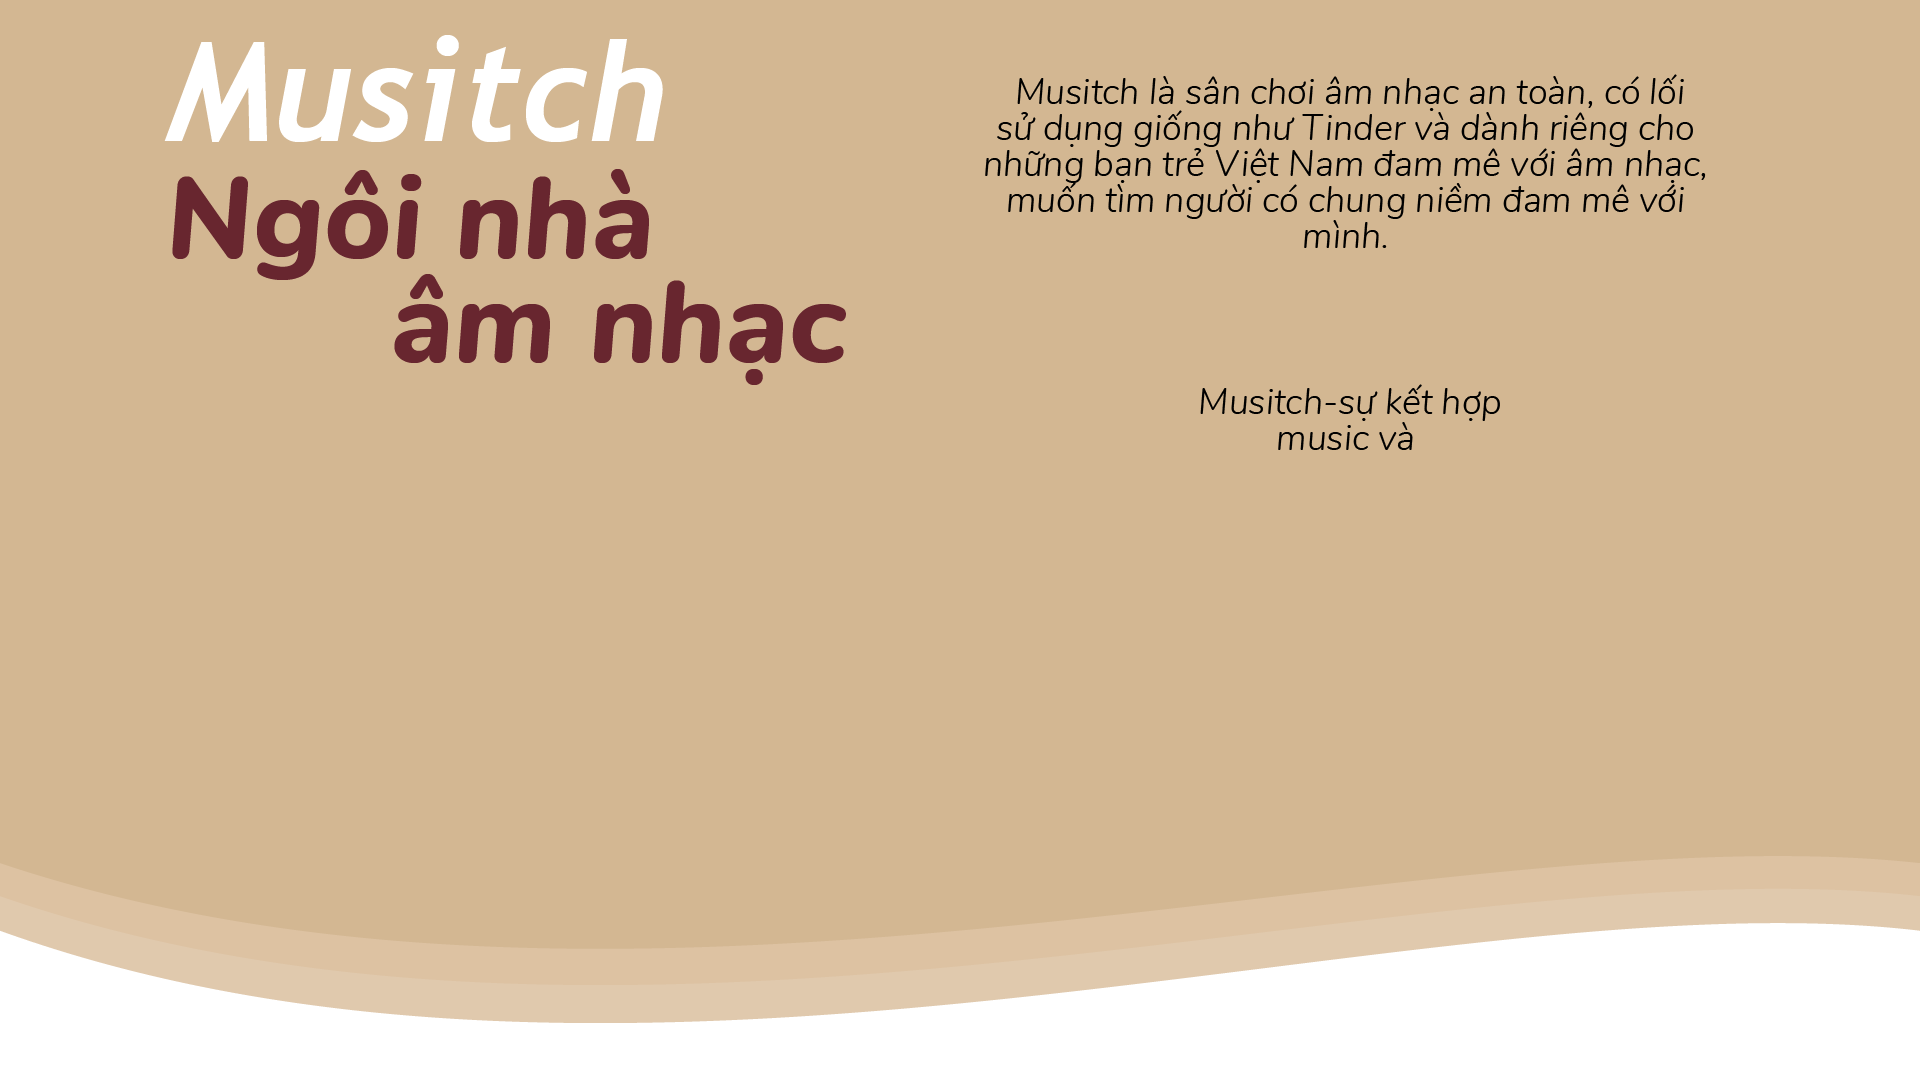 Musitch
Ngôi nhà
âm nhạc
Musitch là sân chơi âm nhạc an toàn, có lối
sử dụng giống như Tinder và dành riêng cho
những bạn trẻ Việt Nam đam mê với âm nhạc,
muốn tìm người có chung niềm đam mê với
mình.
Musitch-sự kết hợp
music và